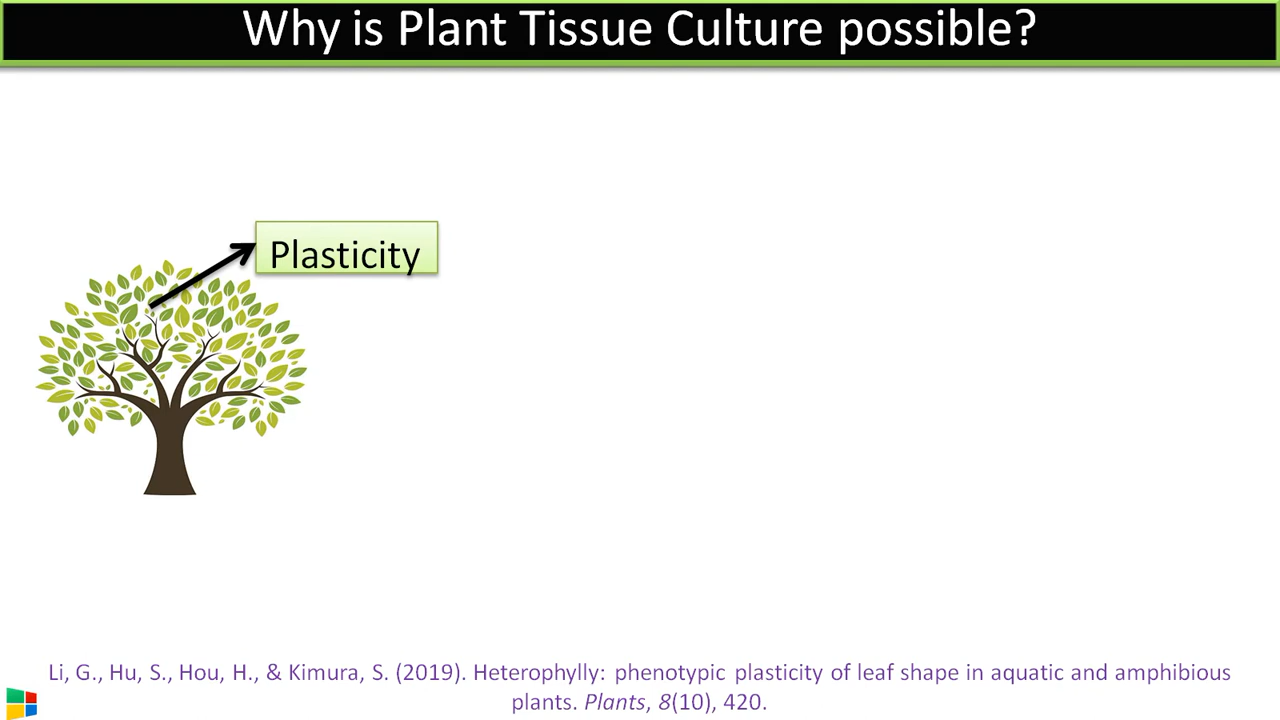 Why is Plant Tissue Culture possible?
Plasticity
Li, G., Hu, S., Hou, H., & Kimura, S. (2019). Heterophylly: phenotypic plasticity of leaf shape in aquatic and amphibious
plants. Plants, 8(10), 420.